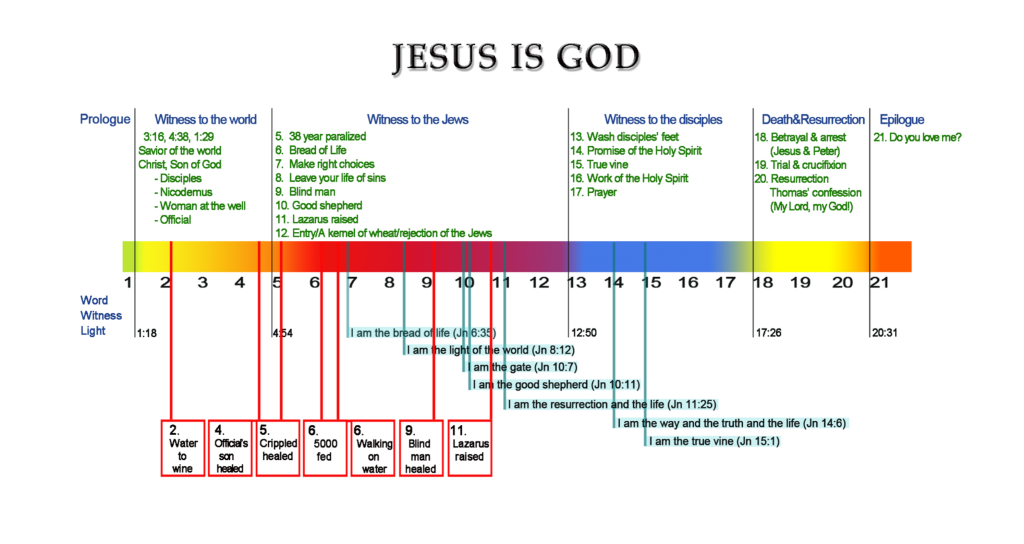 JESUS IS GOD
Prologue
Witness to the world
3:16, 4:38, 1:29
Savior of the world
Christ, Son of God
- Disciples
- Nicodemus
- Woman at the well
- Official
Witness to the Jews
5. 38 year paralized
6. Bread of Life
7. Make right choices
8. Leave your life of sins
9. Blind man
10. Good shepherd
11. Lazarus raised
12. Entry/A kernel of wheat/rejection of the Jews
Witness to the disciples
13. Wash disciples' feet
14. Promise of the Holy Spirit
15. True vine
16. Work of the Holy Spirit
17. Prayer
Death&Resurrection
18. Betrayal & arrest
(Jesus & Peter)
19. Trial & crucifixion
20. Resurrection
Thomas' confession
(My Lord, my God!)
Epilogue
21. Do you love me?
1 2 3 4 5 6 7 8 9 10 11 12 13 14 15 16 17 18 19 20 21
Word
Witness
Light
1:18
4:54
12:50
17:26
20:31
I am the bread of life (Jn 6:35)
I am the light of the world (Jn 8:12)
I am the gate (Jn 10:7)
I am the good shepherd (Jn 10:11)
I am the resurrection and the life (Jn 11:25)
I am the way and the truth and the life (Jn 14:6)
I am the true vine (Jn 15:1)
2.
Water
to
wine
4.
Official's
son
healed
5.
Crippled
healed
6.
5000
fed
6.
Walking
on
water
9.
Blind
man
healed
11.
Lazarus
raised